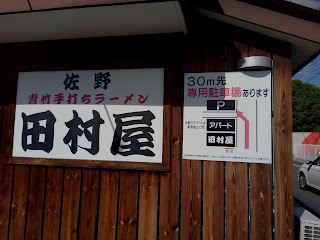 佐野
青竹手打ちラーメン
田村屋
30m先
専用駐車場あります
P
アパート
田村屋